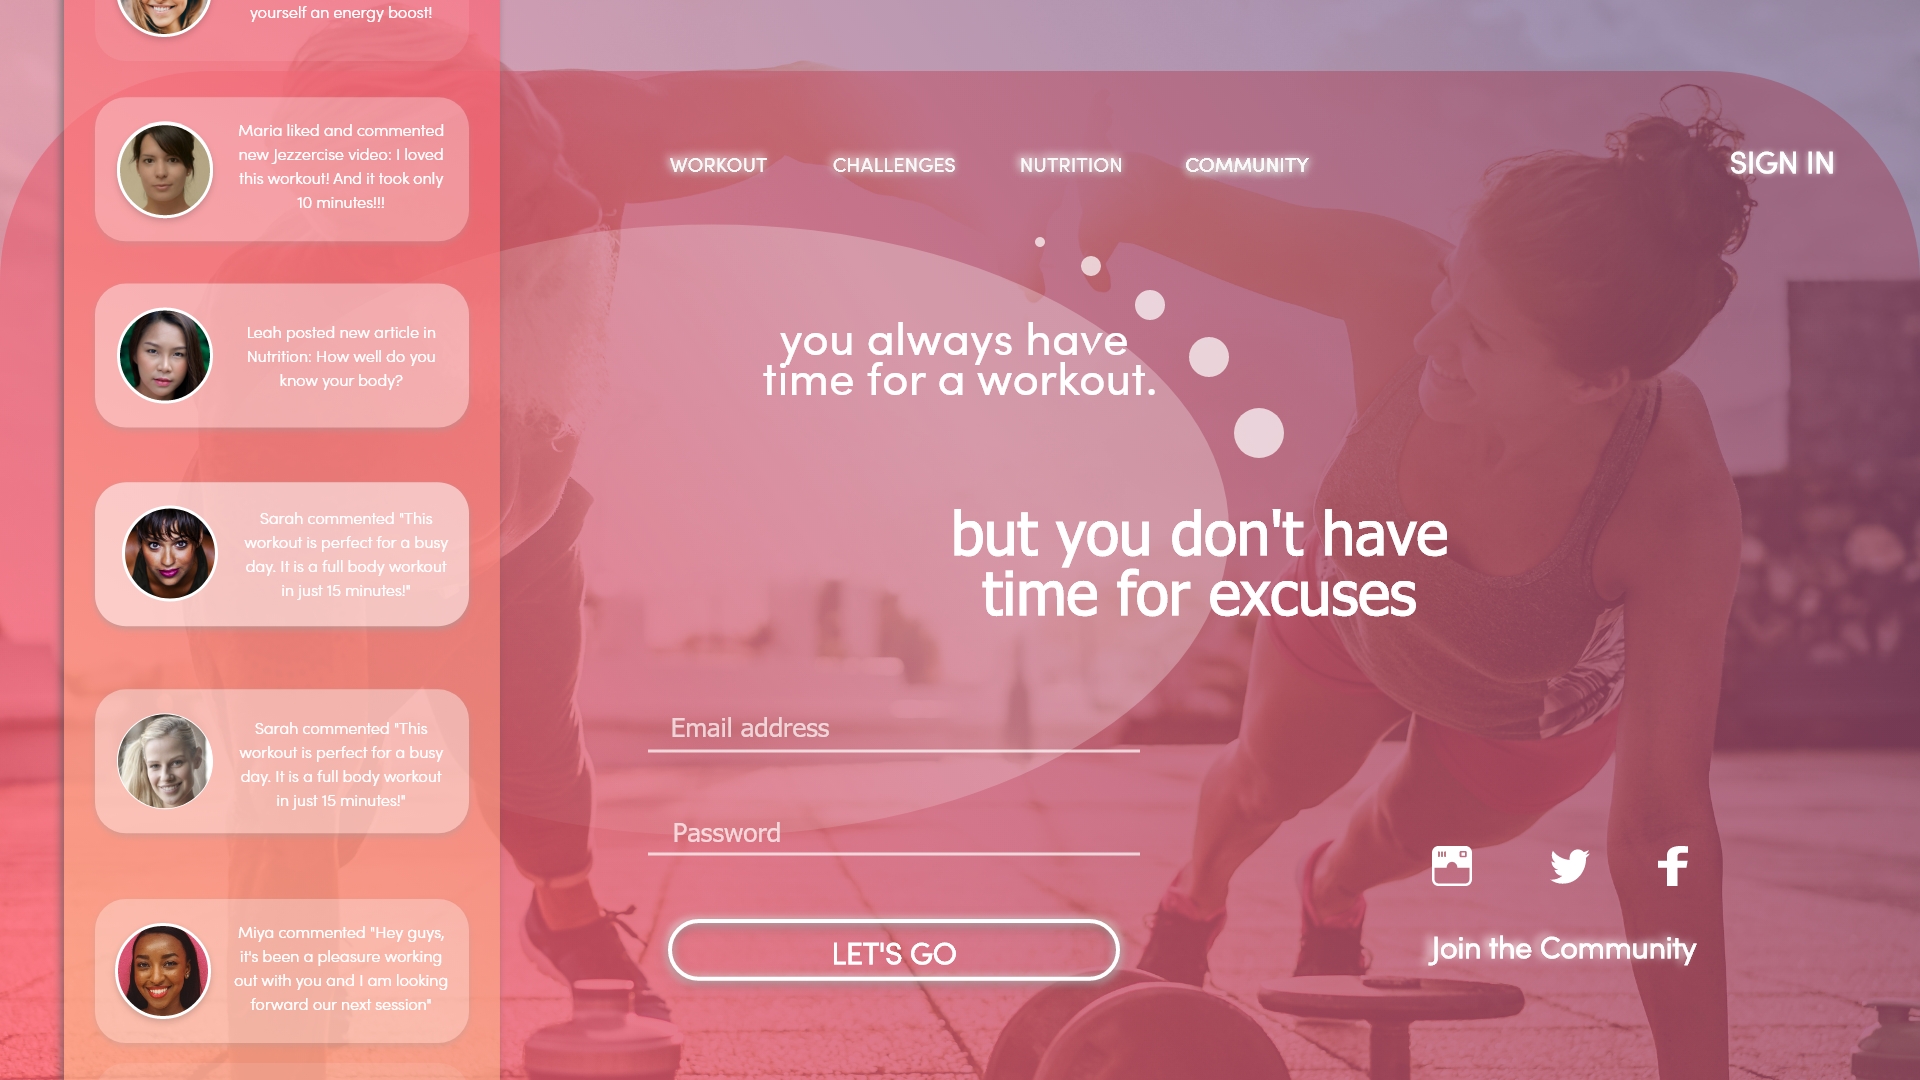 yourself an energy boost!
Maria liked and commented
new Jezzercise video: I loved
this workout! And it took only
10 minutes!!!
Leah posted new article in
Nutrition: How well do you
know your body?
Sarah commented "This
workout is perfect for a busy
day. It is a full body workout
in just 15 minutes!"
Sarah commented "This
workout is perfect for a busy
day. It is a full body workout
in just 15 minutes!"
Miya commented "Hey guys,
it's been a pleasure working
out with you and I am looking
forward our next session"
WORKOUT
CHALLENGES
NUTRITION
COMMUNITY
SIGN IN
you always have
time for a workout.
but you don't have
time for excuses
Email address
Password
LET'S GO
Join the Community